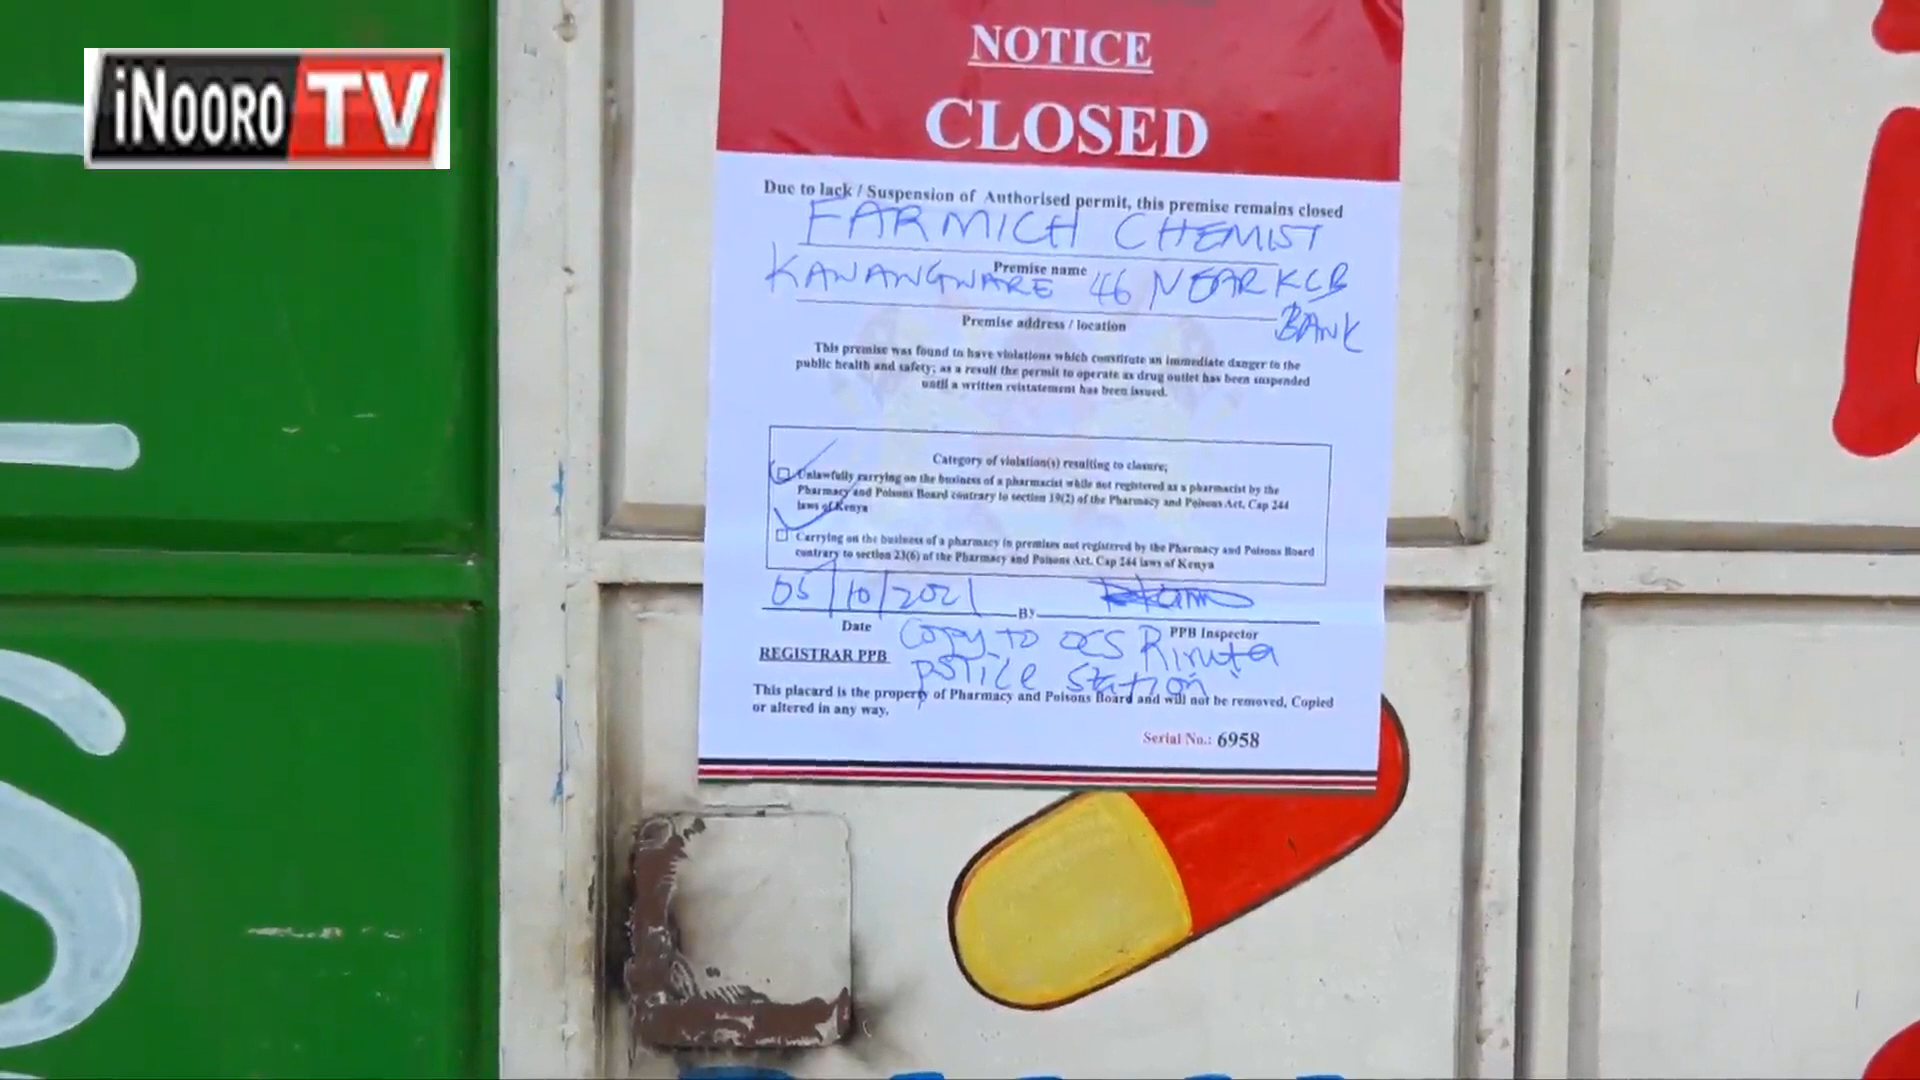 iNOORO TV
NOTICE
CLOSED
Due to lack / Suspension of Authorised permit, this premise remains closed
FARMICH CHEMIST
Premise name
KAWANGWARE 46 NEAR KCB
BANK
Premise address / location
This premise was found to have violations which constitute an immediate danger to the
public health and safety; as a result the permit to operate as drug outlet has been suspended
until a written reistatement has been issued.
Category of violation(s) resulting to closure;
Unlawfully carrying on the business of a pharmacist while not registered as a pharmacist by the
Pharmacy and Poisons Board contrary to section 19(2) of the Pharmacy and Poisons Act, Cap 244
laws of Kenya
Carrying on the business of a pharmacy in premises not registered by the Pharmacy and Poisons Board
contrary to section 23(6) of the Pharmacy and Poisons Act. Cap 244 laws of Kenya
05/10/2021
By
Date
PPB Inspector
Copy to OCS Riruta
police station
REGISTRAR PPB
This placard is the property of Pharmacy and Poisons Board and will not be removed, Copied
or altered in any way.
Serial No.: 6958